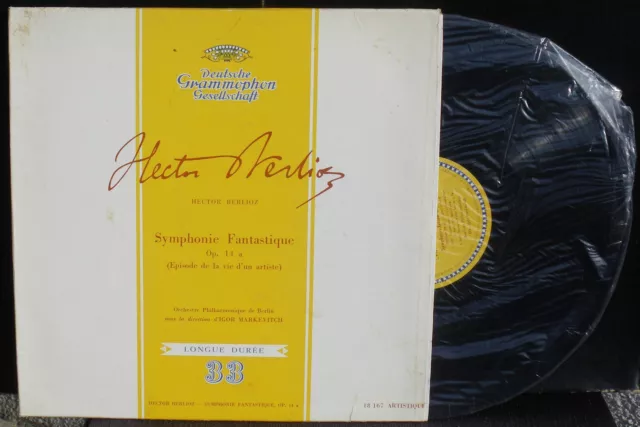 Deutsche
Grammophon
Gesellschaft
Hector Berlioz
HECTOR BERLIOZ
Symphonie Fantastique
Op. 14 a
(Episode de la vie d'un artiste)
Orchestre Philharmonique de Berlin
sous la direction d'IGOR MARKEVITCH
LONGUE DURÉE
33
HECTOR BERLIOZ - SYMPHONIE FANTASTIQUE, OP. 14 a
18 167 ARTISTIQUE